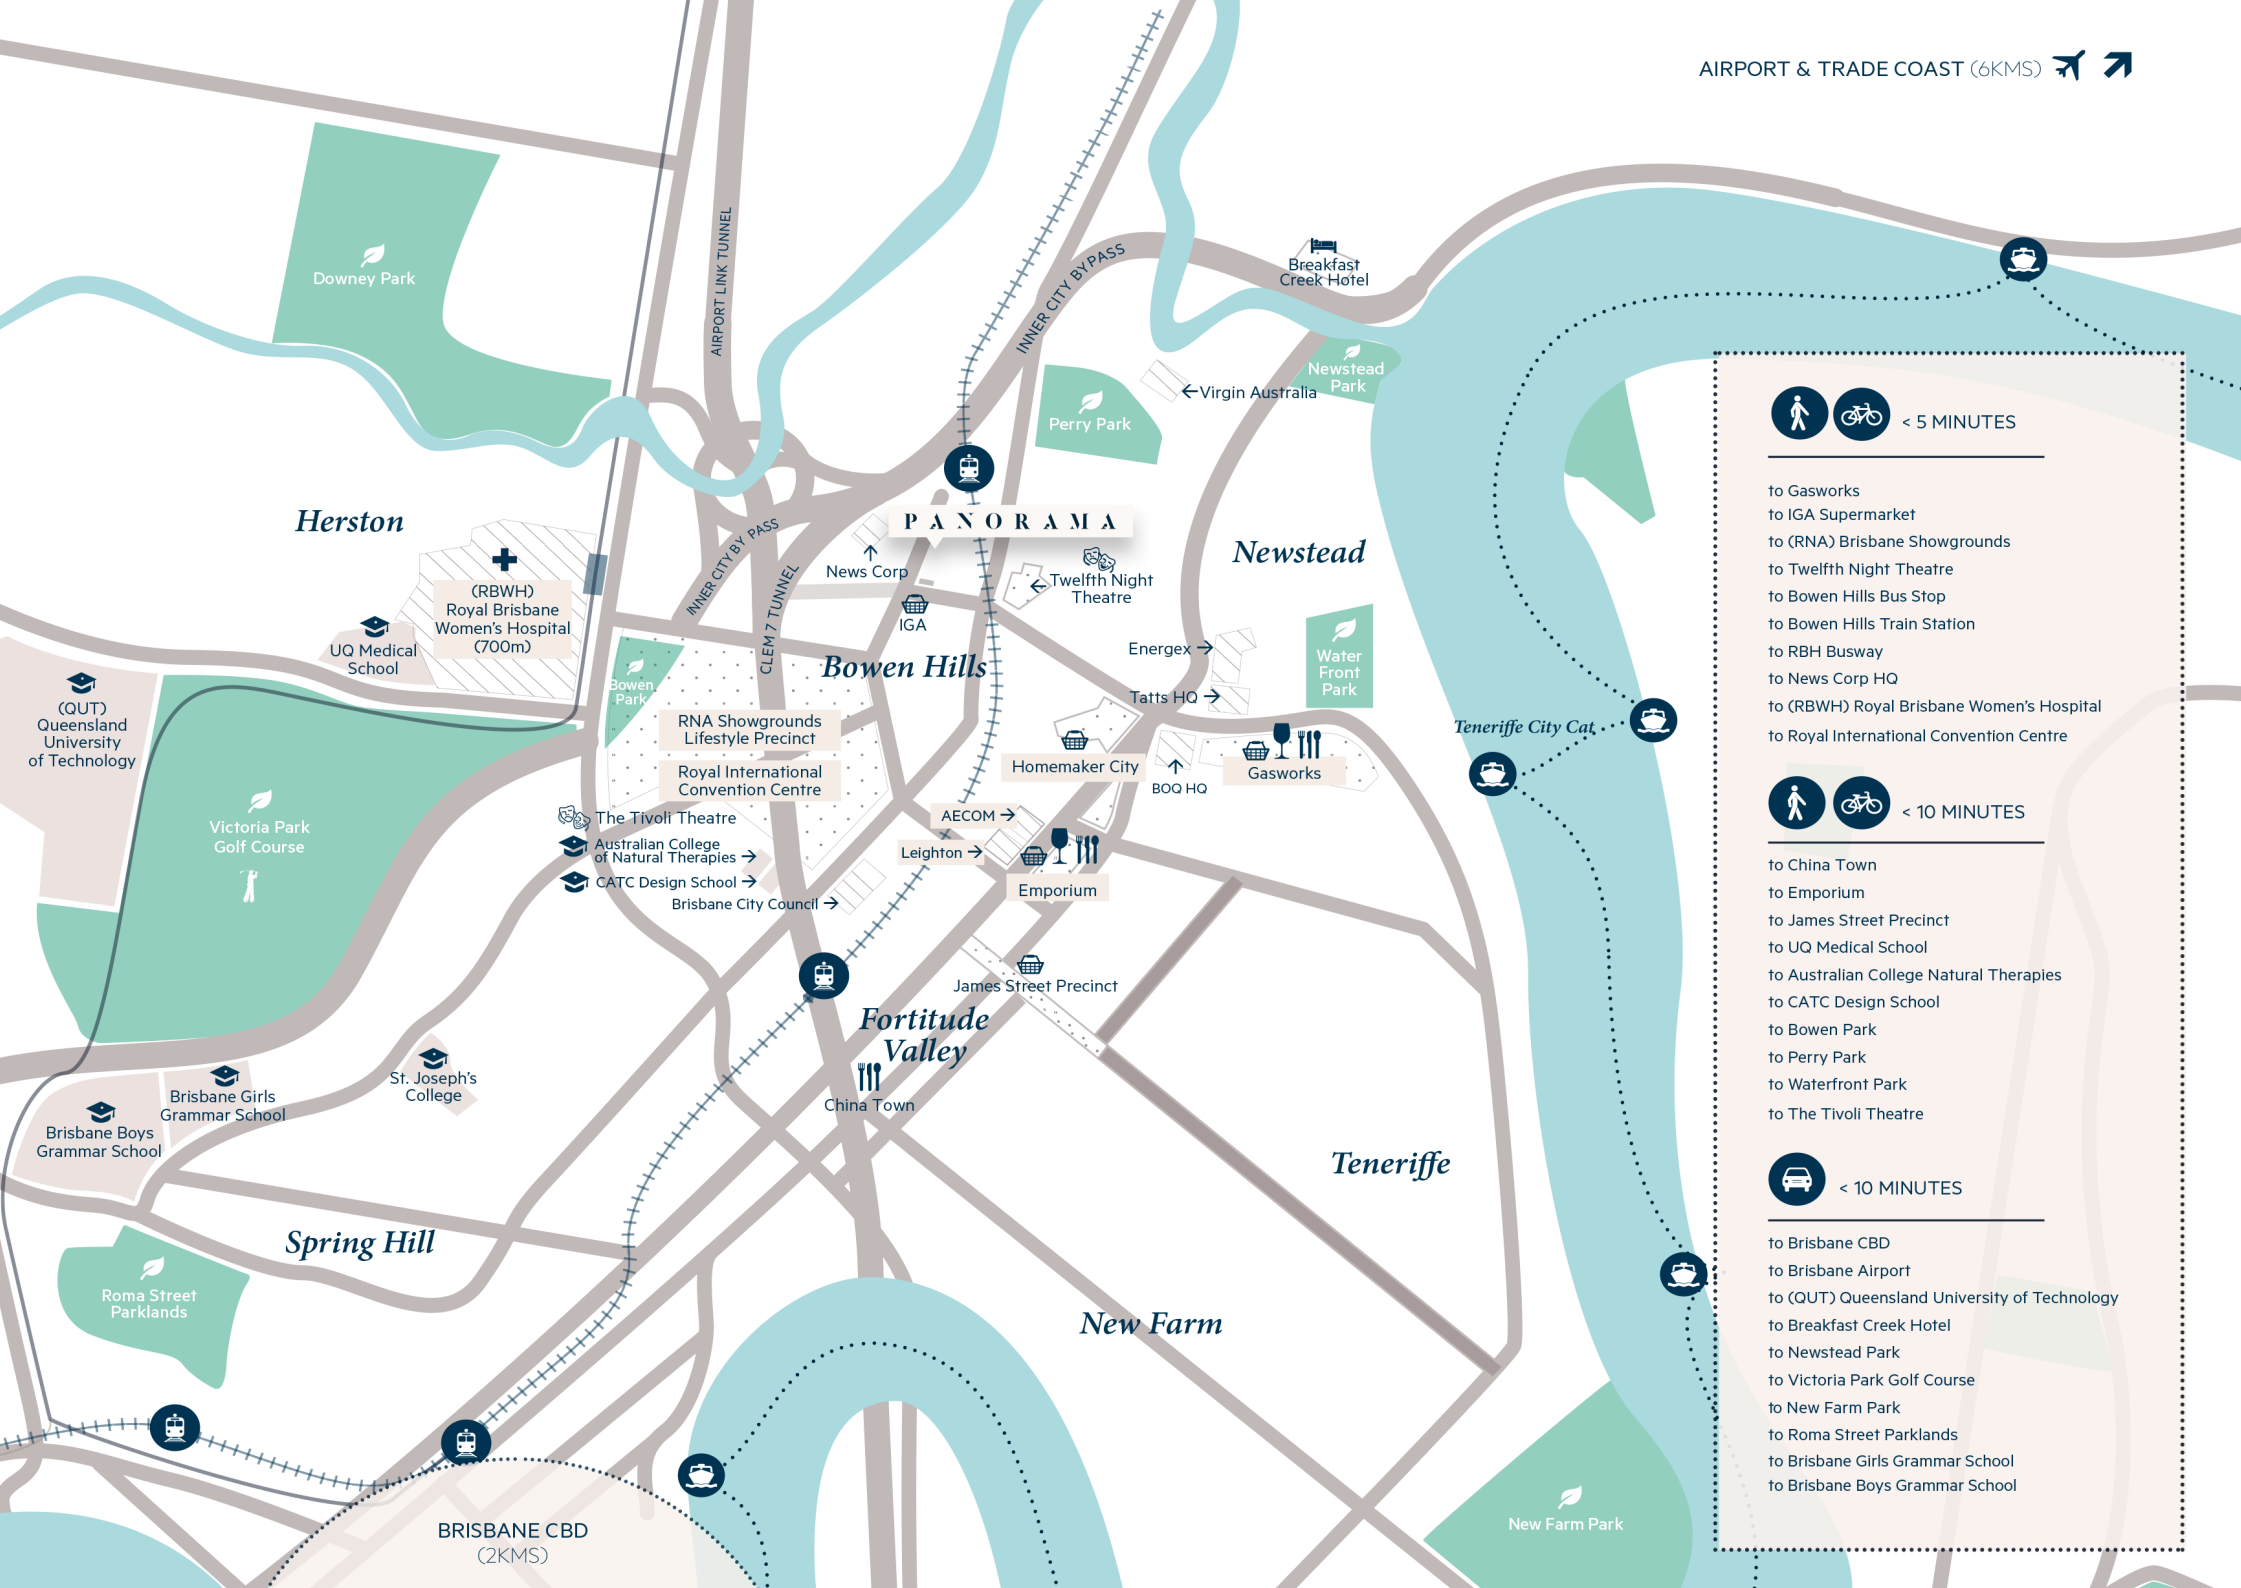 AIRPORT & TRADE COAST (6KMS)
Downey Park
AIRPORT LINK TUNNEL
INNER CITY BYPASS
Breakfast
Creek Hotel
Newstead
Park
Virgin Australia
Perry Park
Herston
PANORAMA
Newstead
INNER CITY BY PASS
CLEM 7 TUNNEL
News Corp
Twelfth Night
Theatre
IGA
(RBWH)
Royal Brisbane
Women's Hospital
(700m)
UQ Medical
School
Bowen
Park
Bowen Hills
Energex
Tatts HQ
Water
Front
Park
(QUT)
Queensland
University
of Technology
RNA Showgrounds
Lifestyle Precinct
Royal International
Convention Centre
Homemaker City
BOQ HQ
Gasworks
Teneriffe City Cat
Victoria Park
Golf Course
The Tivoli Theatre
Australian College
of Natural Therapies
CATC Design School
Brisbane City Council
AECOM
Leighton
Emporium
James Street Precinct
Fortitude
Valley
China Town
St. Joseph's
College
Brisbane Girls
Grammar School
Brisbane Boys
Grammar School
Teneriffe
Spring Hill
Roma Street
Parklands
New Farm
New Farm Park
BRISBANE CBD
(2KMS)
< 5 MINUTES
to Gasworks
to IGA Supermarket
to (RNA) Brisbane Showgrounds
to Twelfth Night Theatre
to Bowen Hills Bus Stop
to Bowen Hills Train Station
to RBH Busway
to News Corp HQ
to (RBWH) Royal Brisbane Women's Hospital
to Royal International Convention Centre
< 10 MINUTES
to China Town
to Emporium
to James Street Precinct
to UQ Medical School
to Australian College Natural Therapies
to CATC Design School
to Bowen Park
to Perry Park
to Waterfront Park
to The Tivoli Theatre
< 10 MINUTES
to Brisbane CBD
to Brisbane Airport
to (QUT) Queensland University of Technology
to Breakfast Creek Hotel
to Newstead Park
to Victoria Park Golf Course
to New Farm Park
to Roma Street Parklands
to Brisbane Girls Grammar School
to Brisbane Boys Grammar School